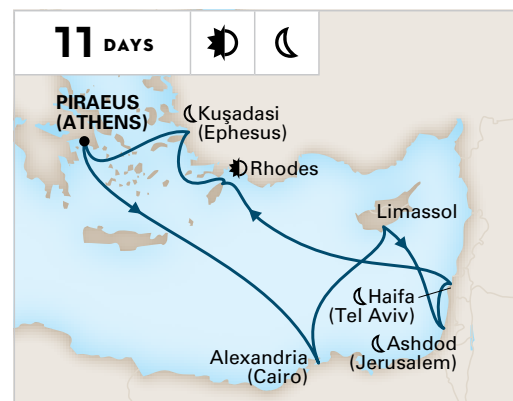 11 DAYS
PIRAEUS
(ATHENS)
Kuşadasi
(Ephesus)
Rhodes
Limassol
Haifa
(Tel Aviv)
Ashdod
(Jerusalem)
Alexandria
(Cairo)